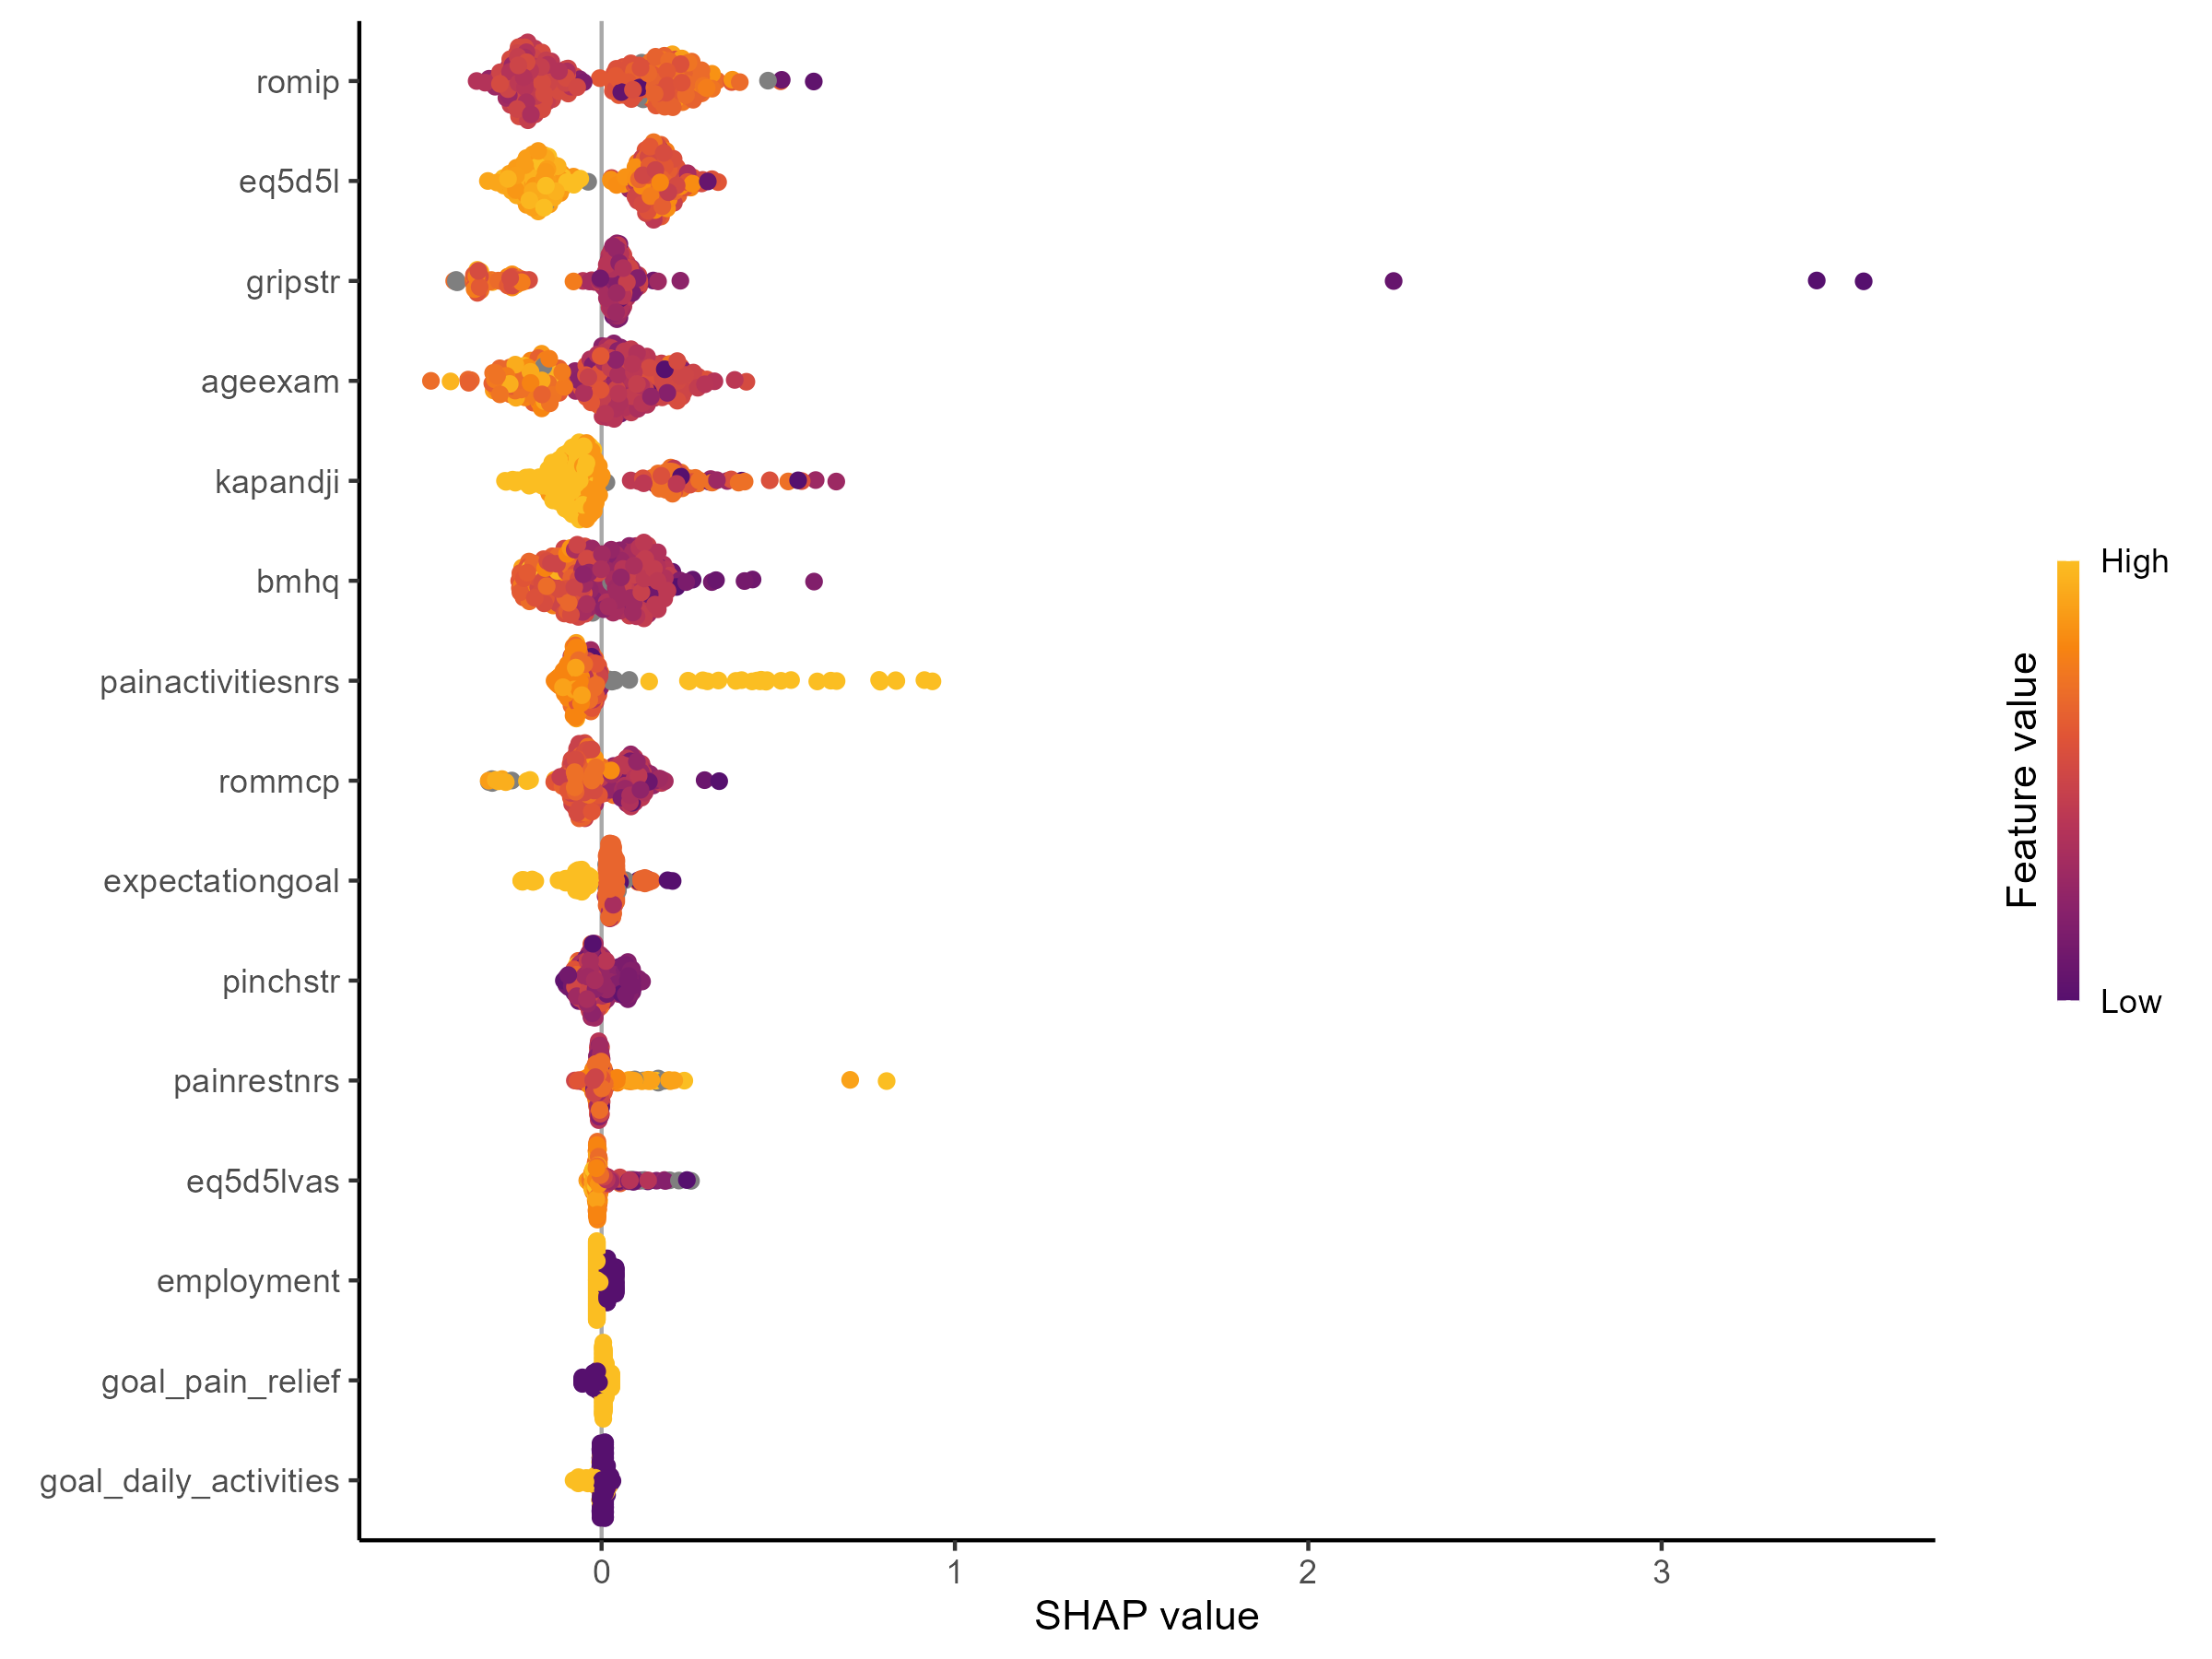 romip
eq5d5l
gripstr
ageexam
kapandji
bmhq
painactivitiesnrs
rommcp
expectationgoal
pinchstr
painrestnrs
eq5d5lvas
employment
goal_pain_relief
goal_daily_activities
0 1 2 3
SHAP value
Feature value
High
Low